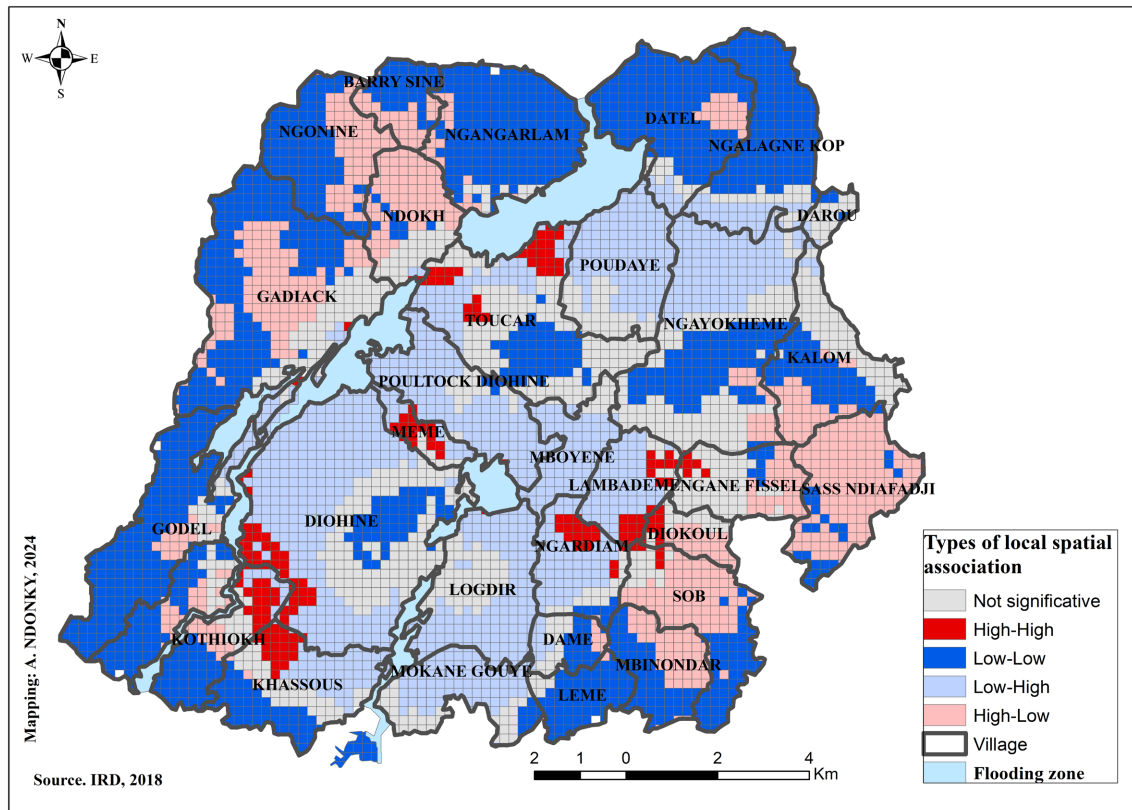 N
W E
S
BARRY SINE
NGONINE
NGANGARLAM
DATEL
NGALAGNE KOP
NDOKH
DAROU
POUDAYE
GADIACK
TOUCAR
NGAYOKHEME
KALOM
POULTOCK DIOHINE
MEME
MBOYENE
LAMBADEMENGANE FISSEL
SASS NDIAFADJI
GODEL
DIOHINE
NGARDIAM
DIOKOUL
LOGDIR
SOB
KOTHIOKH
DAME
MBINONDAR
KHASSOUS
MOKANE GOUYE
LEME
Mapping: A. NDONKY, 2024
Source. IRD, 2018
2 1 0 2 4
Km
Types of local spatial
association
Not significative
High-High
Low-Low
Low-High
High-Low
Village
Flooding zone